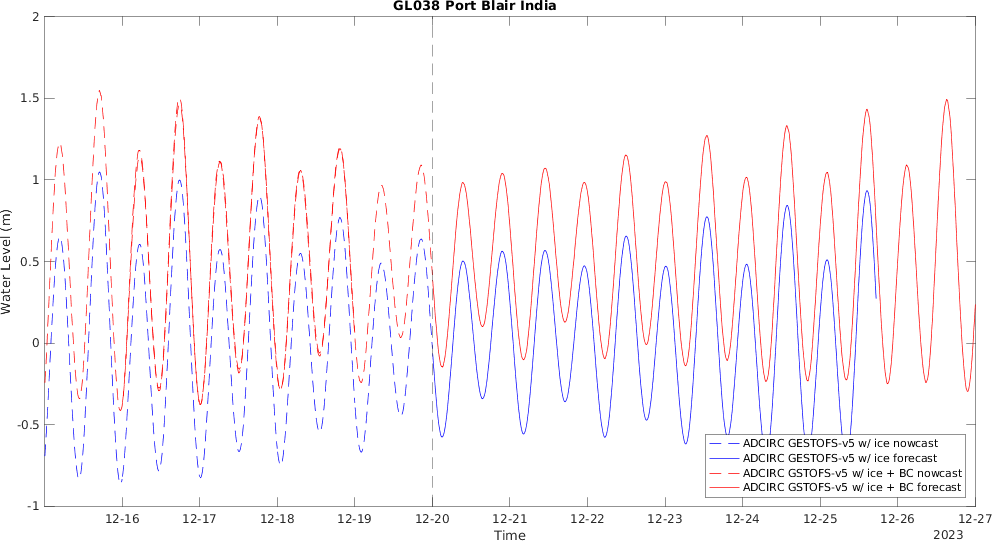 GL038 Port Blair India
2
1.5
1
0.5
0
-0.5
-1
Water Level (m)
12-16
12-17
12-18
12-19
12-20
12-21
12-22
12-23
12-24
12-25
12-26
12-27
Time
2023
ADCIRC GESTOFS-v5 w/ ice nowcast
ADCIRC GESTOFS-v5 w/ ice forecast
ADCIRC GSTOFS-v5 w/ ice + BC nowcast
ADCIRC GSTOFS-v5 w/ ice + BC forecast